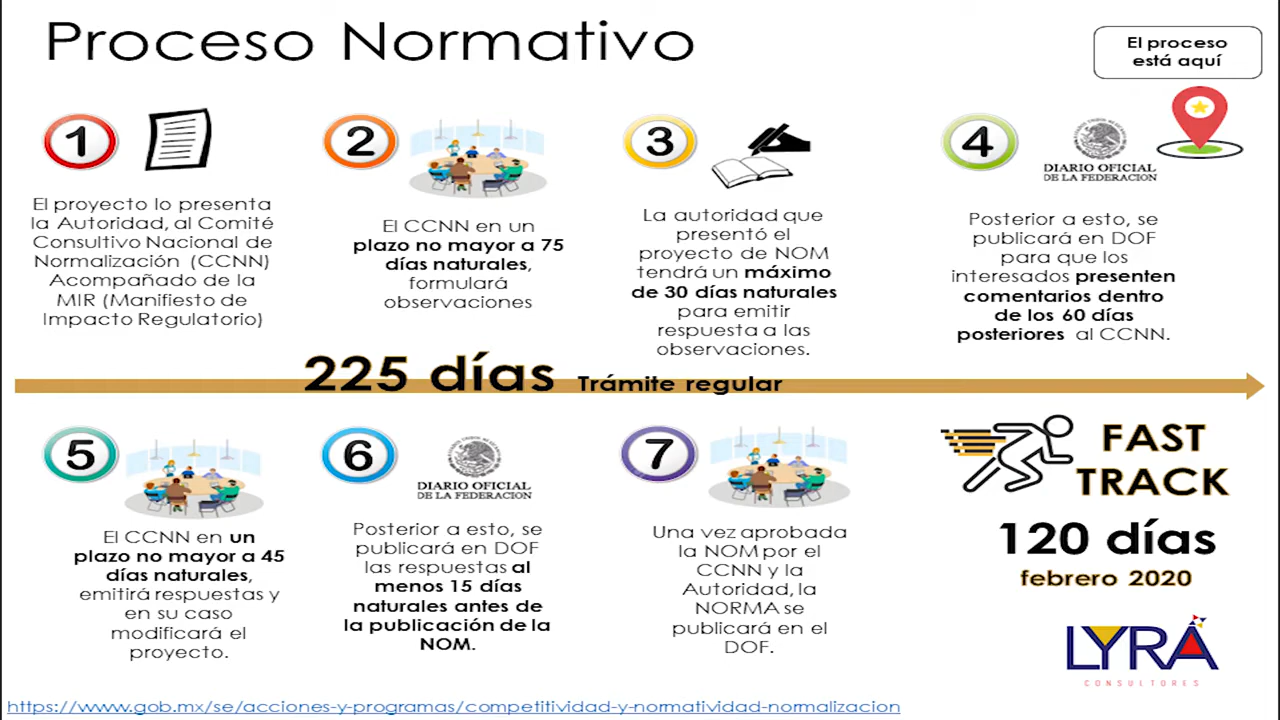 Proceso Normativo
El proceso
está aquí
1
El proyecto lo presenta
la Autoridad, al Comité
Consultivo Nacional de
Normalización (CCNN)
Acompañado de la
MIR (Manifiesto de
Impacto Regulatorio)
2
El CCNN en un
plazo no mayor a 75
días naturales,
formulará
observaciones
3
La autoridad que
presentó el
proyecto de NOM
tendrá un máximo
de 30 días naturales
para emitir
respuesta a las
observaciones.
4
DIARIO OFICIAL
DE LA FEDERACION
Posterior a esto, se
publicará en DOF
para que los
interesados presenten
comentarios dentro
de los 60 días
posteriores al CCNN.
225 días Trámite regular
5
El CCNN en un
plazo no mayor a 45
días naturales,
emitirá respuestas y
en su caso
modificará el
proyecto.
6
DIARIO OFICIAL
DE LA FEDERACION
Posterior a esto, se
publicará en DOF
las respuestas al
menos 15 días
naturales antes de
la publicación de la
NOM.
7
Una vez aprobada
la NOM por el
CCNN y la
Autoridad, la
NORMA se
publicará en el
DOF.
FAST
TRACK
120 días
febrero 2020
LYRA
CONSULTORES
https://www.gob.mx/se/acciones-y-programas/competitividad-y-normatividad-normalizacion